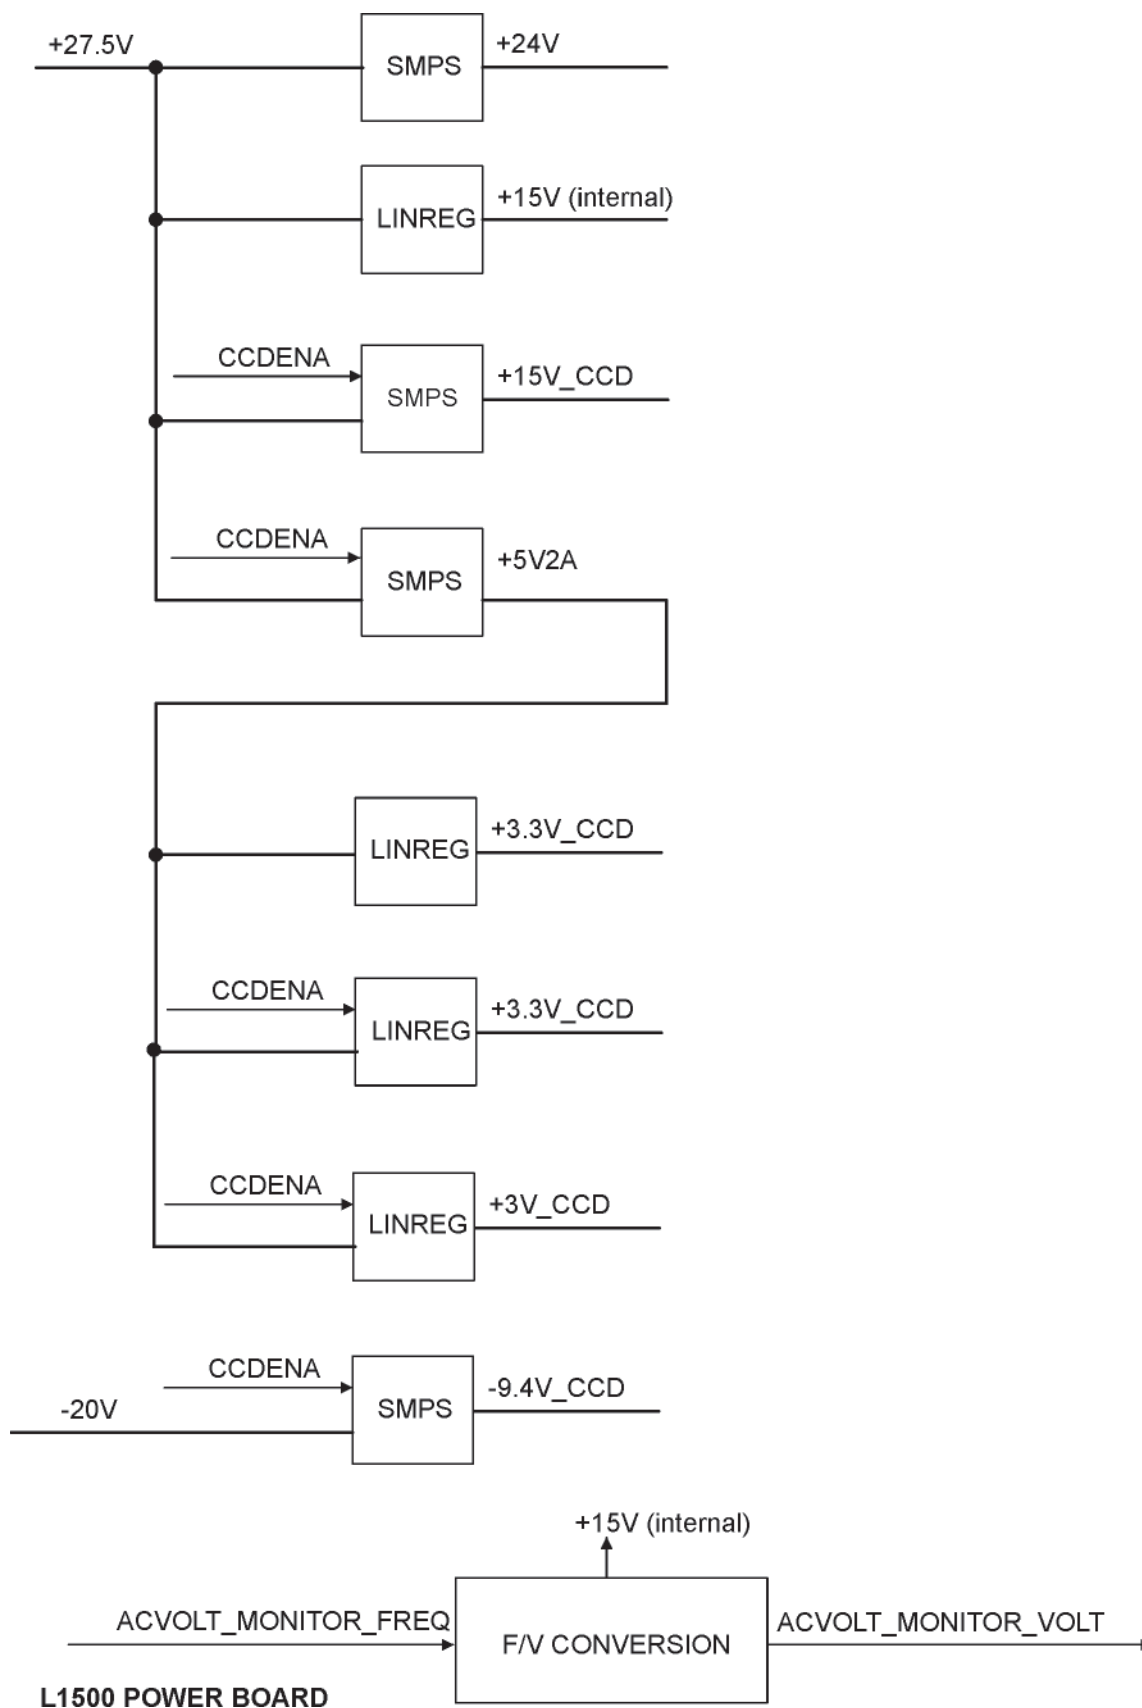 +27.5V
SMPS
+24V
LINREG
+15V (internal)
CCDENA
SMPS
+15V_CCD
CCDENA
SMPS
+5V2A
LINREG
+3.3V_CCD
CCDENA
LINREG
+3.3V_CCD
CCDENA
LINREG
+3V_CCD
CCDENA
-20V
SMPS
-9.4V_CCD
+15V (internal)
ACVOLT_MONITOR_FREQ
F/V CONVERSION
ACVOLT_MONITOR_VOLT
L1500 POWER BOARD